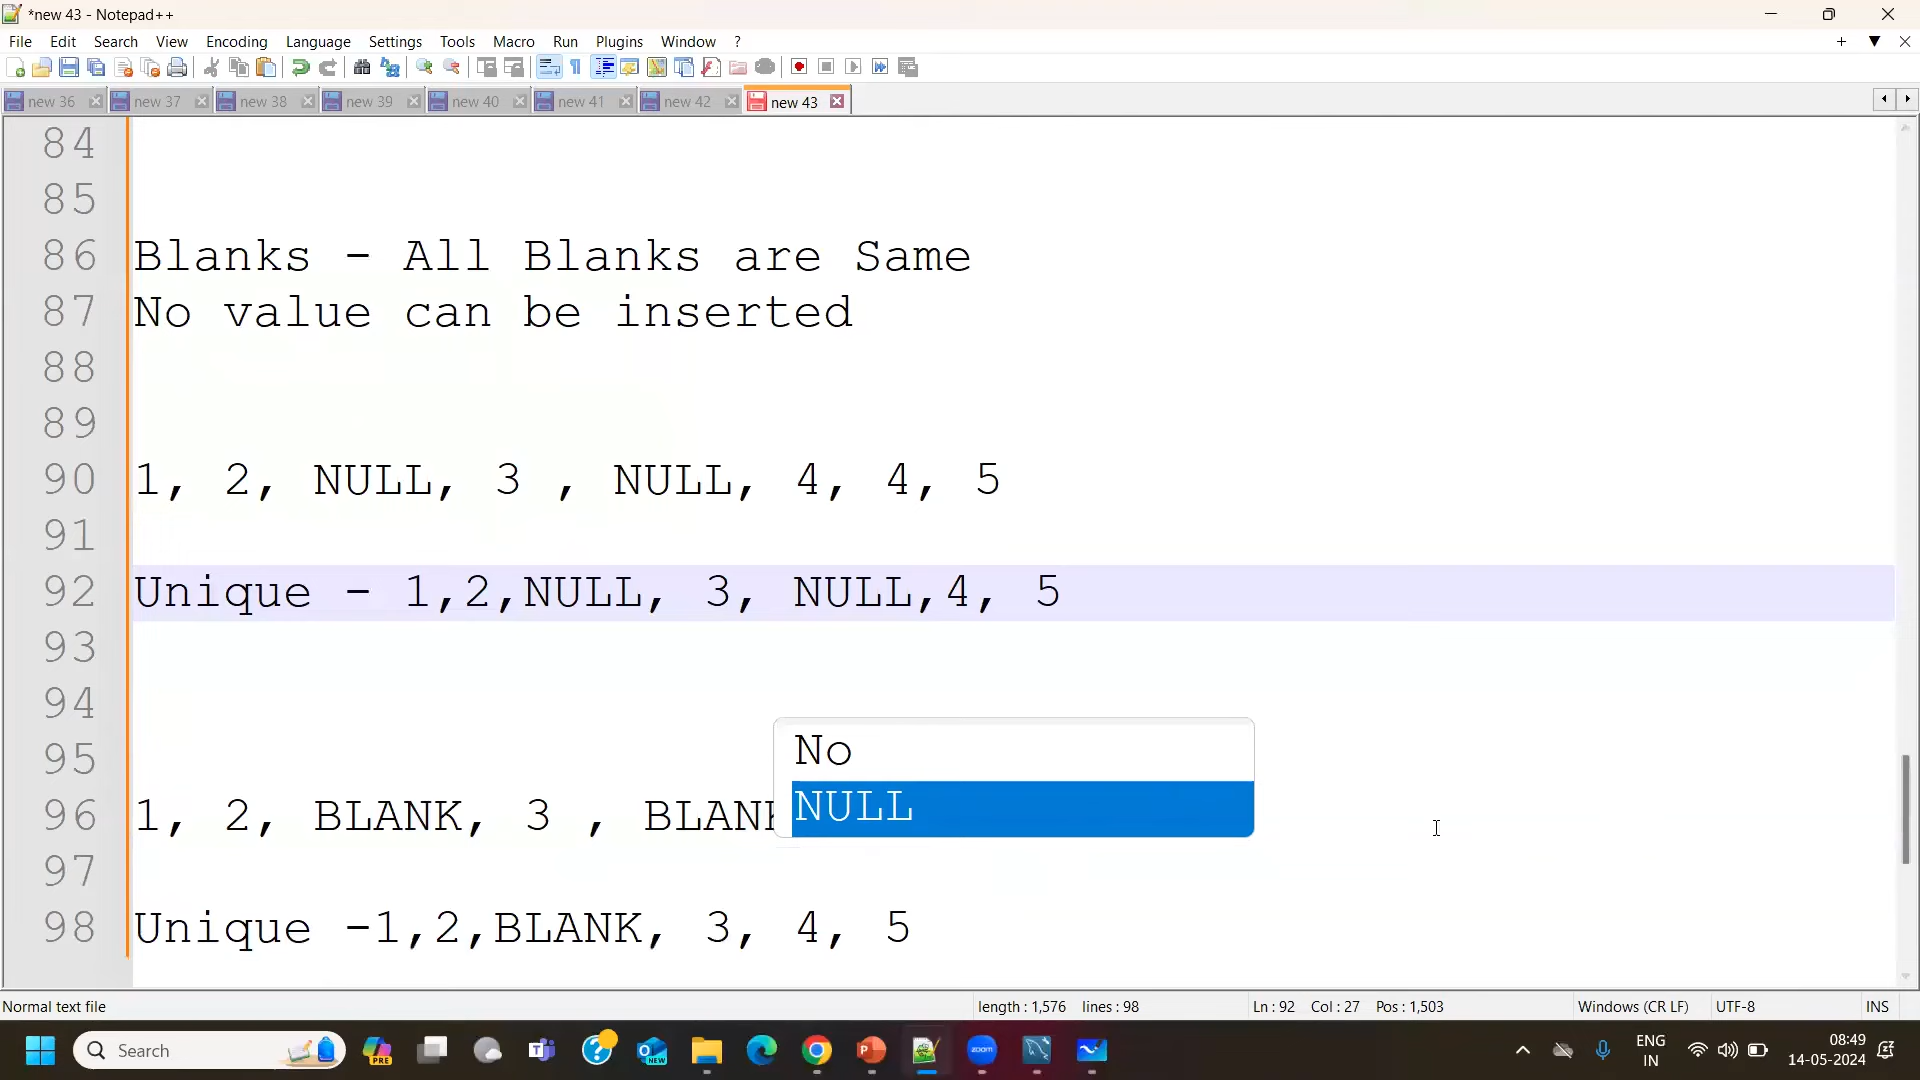 *new 43 - Notepad++
File Edit Search View Encoding Language Settings Tools Macro Run Plugins Window ?
new 36 new 37 new 38 new 39 new 40 new 41 new 42 new 43
84
85
86 Blanks - All Blanks are Same
87 No value can be inserted
88
89
90 1, 2, NULL, 3 , NULL, 4, 4, 5
91
92 Unique - 1,2,NULL, 3, NULL,4, 5
93
94
No
95
NULL
96 1, 2, BLANK, 3 , BLANK
97
98 Unique -1,2,BLANK, 3, 4, 5
Normal text file length : 1,576 lines : 98 Ln : 92 Col : 27 Pos : 1,503 Windows (CR LF) UTF-8 INS
Search PRE NEW zoom ENG IN 08:49
14-05-2024